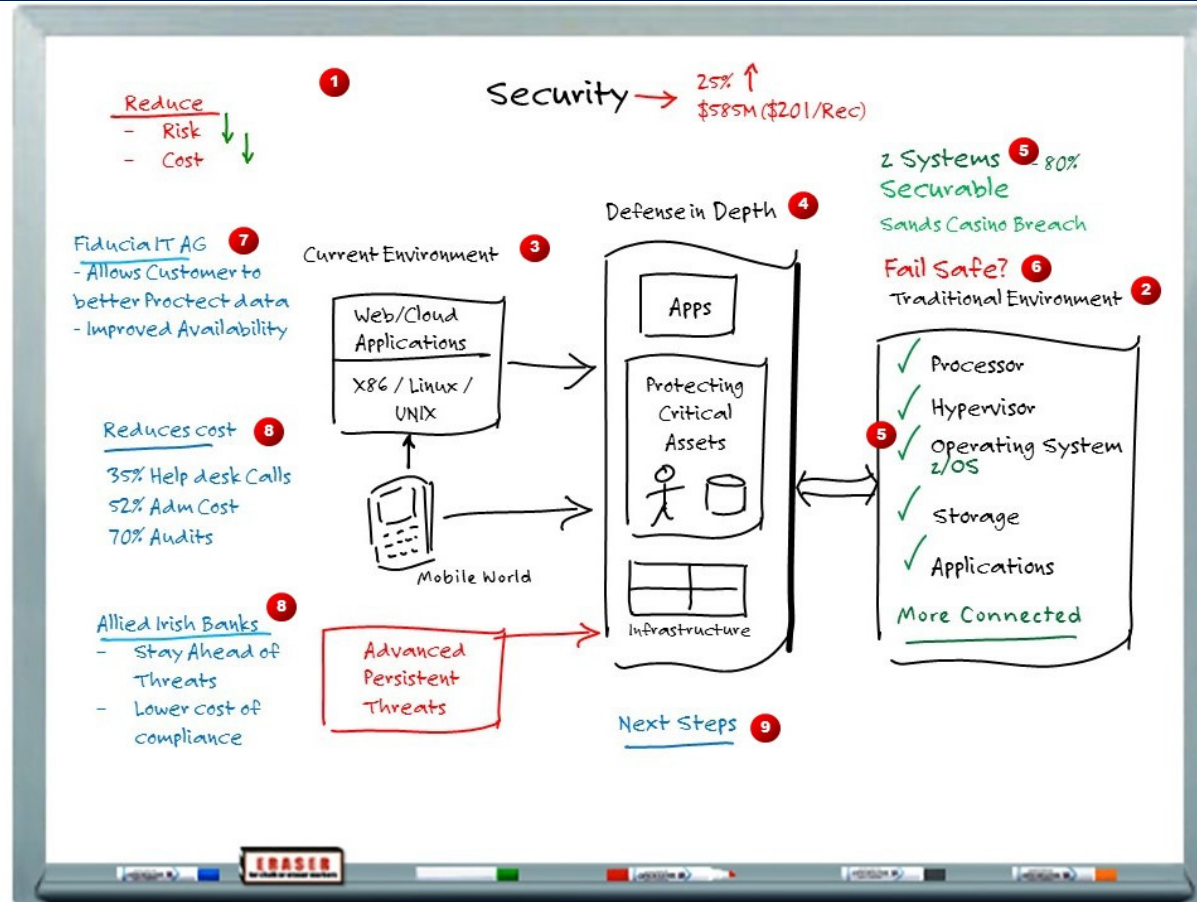 1
Security → 25% ↑
$585M ($201/Rec)
Reduce
- Risk ↓
- Cost ↓
z Systems 5 - 80%
Securable
Sands Casino Breach
Fail Safe? 6
Traditional Environment 2
✓ Processor
✓ Hypervisor
5 ✓ Operating System
z/OS
✓ Storage
✓ Applications
More Connected
Defense in Depth 4
Apps
Protecting
Critical
Assets
Infrastructure
Current Environment 3
Web/Cloud
Applications
X86 / Linux /
UNIX
Mobile World
Advanced
Persistent
Threats
Fiducia IT AG 7
- Allows Customer to
better Proctect data
- Improved Availability
Reduces cost 8
35% Help desk Calls
52% Adm Cost
70% Audits
Allied Irish Banks 8
- Stay Ahead of
Threats
- Lower cost of
compliance
Next Steps 9
ERASER